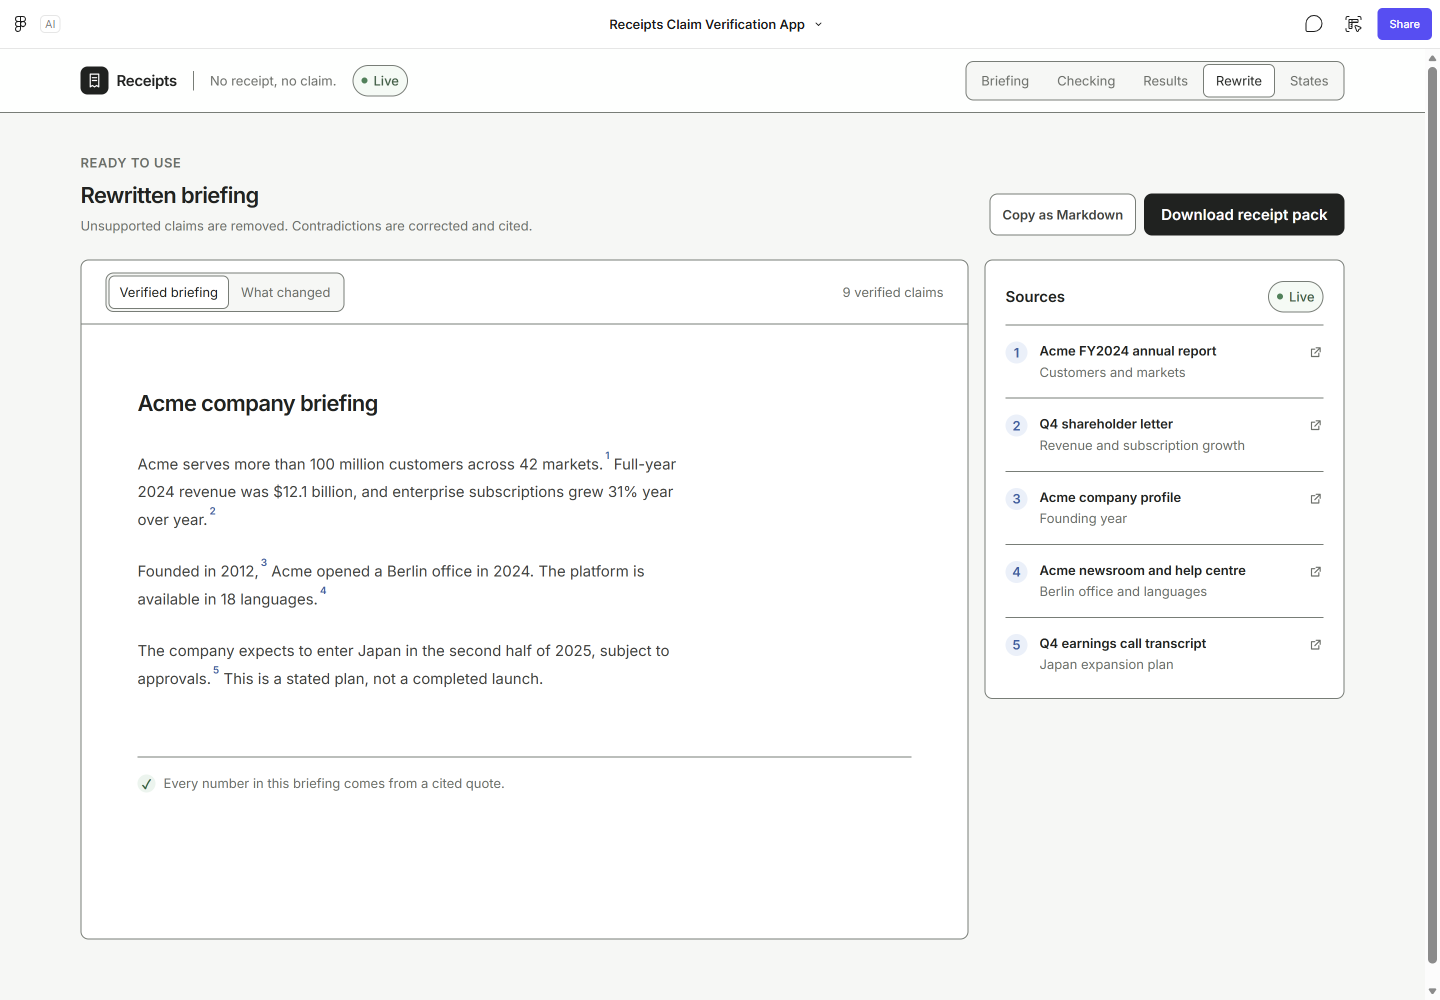 AI
Receipts Claim Verification App
Share
Receipts
No receipt, no claim.
Live
Briefing
Checking
Results
Rewrite
States
READY TO USE
Rewritten briefing
Unsupported claims are removed. Contradictions are corrected and cited.
Copy as Markdown
Download receipt pack
Verified briefing
What changed
9 verified claims
Acme company briefing
Acme serves more than 100 million customers across 42 markets.1 Full-year
2024 revenue was $12.1 billion, and enterprise subscriptions grew 31% year
over year.2
Founded in 2012,3 Acme opened a Berlin office in 2024. The platform is
available in 18 languages.4
The company expects to enter Japan in the second half of 2025, subject to
approvals.5 This is a stated plan, not a completed launch.
Every number in this briefing comes from a cited quote.
Sources
Live
1
Acme FY2024 annual report
Customers and markets
2
Q4 shareholder letter
Revenue and subscription growth
3
Acme company profile
Founding year
4
Acme newsroom and help centre
Berlin office and languages
5
Q4 earnings call transcript
Japan expansion plan